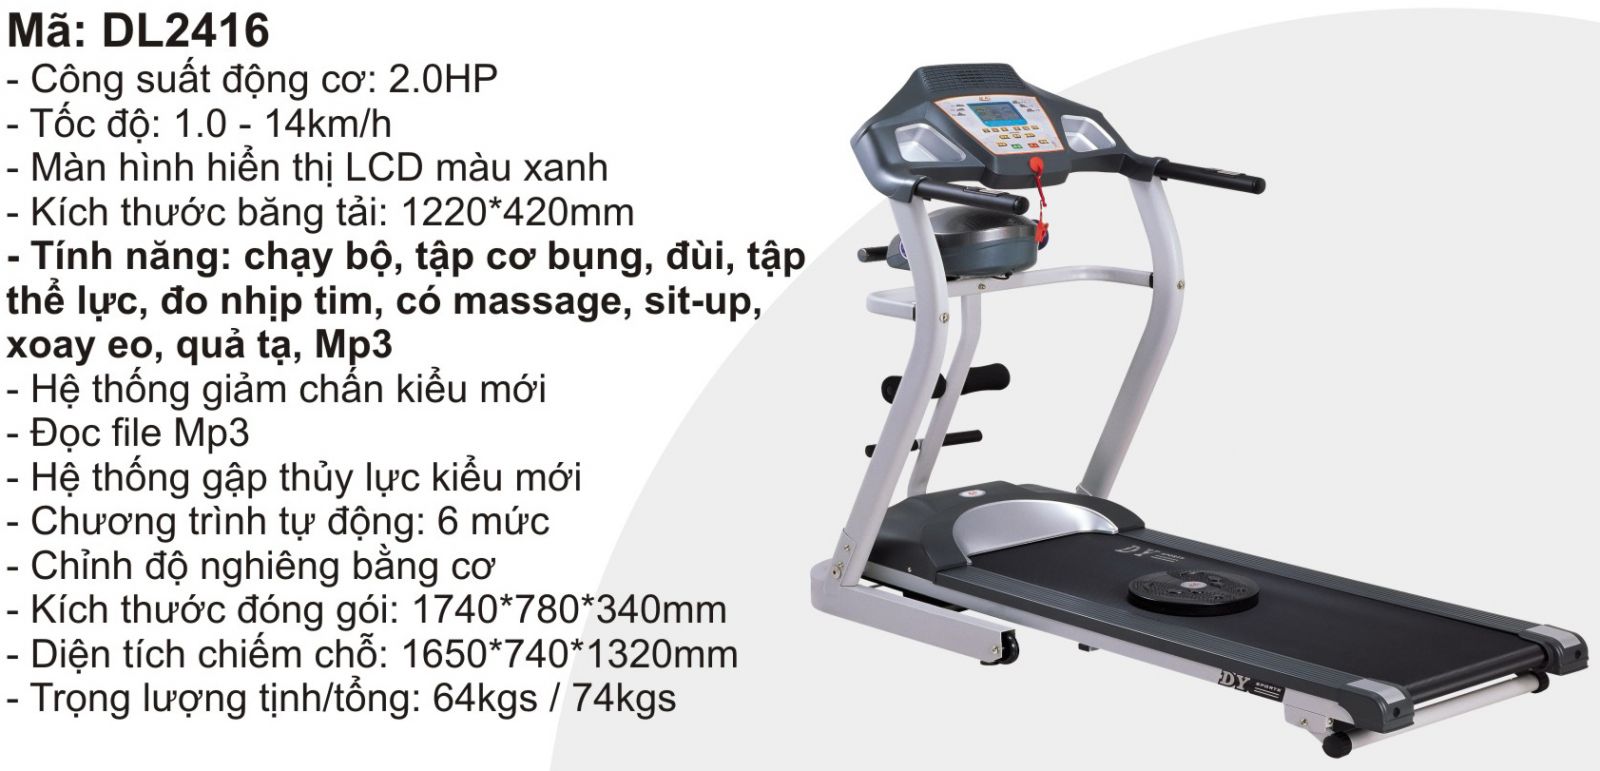 Mã: DL2416
- Công suất động cơ: 2.0HP
- Tốc độ: 1.0 - 14km/h
- Màn hình hiển thị LCD màu xanh
- Kích thước băng tải: 1220*420mm
- Tính năng: chạy bộ, tập cơ bụng, đùi, tập
thể lực, đo nhịp tim, có massage, sit-up,
xoay eo, quả tạ, Mp3
- Hệ thống giảm chấn kiểu mới
- Đọc file Mp3
- Hệ thống gập thủy lực kiểu mới
- Chương trình tự động: 6 mức
- Chỉnh độ nghiêng bằng cơ
- Kích thước đóng gói: 1740*780*340mm
- Diện tích chiếm chỗ: 1650*740*1320mm
- Trọng lượng tịnh/tổng: 64kgs / 74kgs
DY SPORTS
DY SPORTS